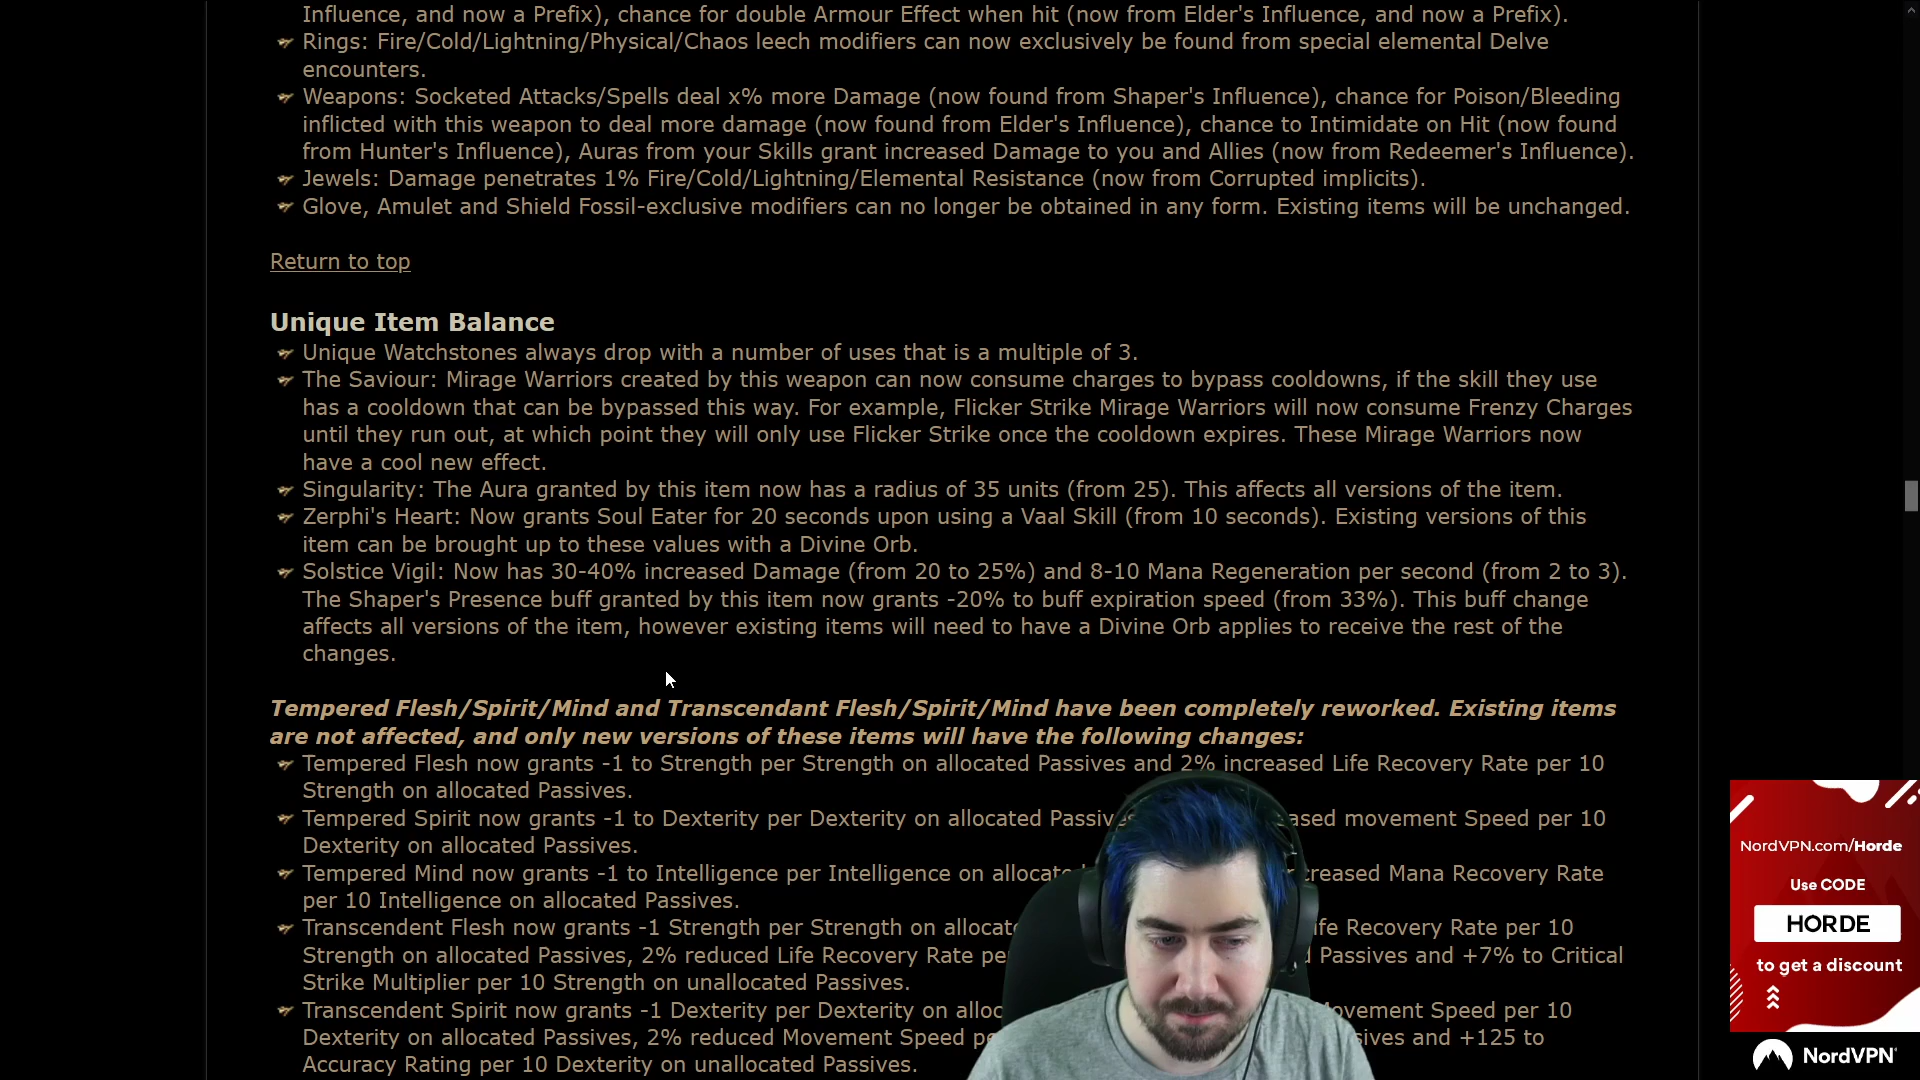 Influence, and now a Prefix), chance for double Armour Effect when hit (now from Elder's Influence, and now a Prefix).
Rings: Fire/Cold/Lightning/Physical/Chaos leech modifiers can now exclusively be found from special elemental Delve
encounters.
Weapons: Socketed Attacks/Spells deal x% more Damage (now found from Shaper's Influence), chance for Poison/Bleeding
inflicted with this weapon to deal more damage (now found from Elder's Influence), chance to Intimidate on Hit (now found
from Hunter's Influence), Auras from your Skills grant increased Damage to you and Allies (now from Redeemer's Influence).
Jewels: Damage penetrates 1% Fire/Cold/Lightning/Elemental Resistance (now from Corrupted implicits).
Glove, Amulet and Shield Fossil-exclusive modifiers can no longer be obtained in any form. Existing items will be unchanged.
Return to top
Unique Item Balance
Unique Watchstones always drop with a number of uses that is a multiple of 3.
The Saviour: Mirage Warriors created by this weapon can now consume charges to bypass cooldowns, if the skill they use
has a cooldown that can be bypassed this way. For example, Flicker Strike Mirage Warriors will now consume Frenzy Charges
until they run out, at which point they will only use Flicker Strike once the cooldown expires. These Mirage Warriors now
have a cool new effect.
Singularity: The Aura granted by this item now has a radius of 35 units (from 25). This affects all versions of the item.
Zerphi's Heart: Now grants Soul Eater for 20 seconds upon using a Vaal Skill (from 10 seconds). Existing versions of this
item can be brought up to these values with a Divine Orb.
Solstice Vigil: Now has 30-40% increased Damage (from 20 to 25%) and 8-10 Mana Regeneration per second (from 2 to 3).
The Shaper's Presence buff granted by this item now grants -20% to buff expiration speed (from 33%). This buff change
affects all versions of the item, however existing items will need to have a Divine Orb applies to receive the rest of the
changes.
Tempered Flesh/Spirit/Mind and Transcendant Flesh/Spirit/Mind have been completely reworked. Existing items
are not affected, and only new versions of these items will have the following changes:
Tempered Flesh now grants -1 to Strength per Strength on allocated Passives and 2% increased Life Recovery Rate per 10
Strength on allocated Passives.
Tempered Spirit now grants -1 to Dexterity per Dexterity on allocated movement Speed per 10
Dexterity on allocated Passives.
Tempered Mind now grants -1 to Intelligence per Intelligence on Mana Recovery Rate
per 10 Intelligence on allocated Passives.
Transcendent Flesh now grants -1 Strength per Strength on Recovery Rate per 10
Strength on allocated Passives, 2% reduced Life Recovery Rate Passives and +7% to Critical
Strike Multiplier per 10 Strength on unallocated Passives.
Transcendent Spirit now grants -1 Dexterity per Dexterity on Speed per 10
Dexterity on allocated Passives, 2% reduced Movement Speed and +125 to
Accuracy Rating per 10 Dexterity on unallocated Passives.
NordVPN.com/Horde
Use CODE
HORDE
to get a discount
NordVPN